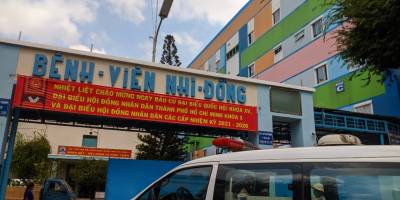 BỆNH · VIỆN NHI · ĐỒNG
NHIỆT LIỆT CHÀO MỪNG NGÀY BẦU CỬ ĐẠI BIỂU QUỐC HỘI KHÓA XV,
ĐẠI BIỂU HỘI ĐỒNG NHÂN DÂN THÀNH PHỐ HỒ CHÍ MINH KHÓA X
VÀ ĐẠI BIỂU HỘI ĐỒNG NHÂN DÂN CÁC CẤP NHIỆM KỲ 2021 - 2026